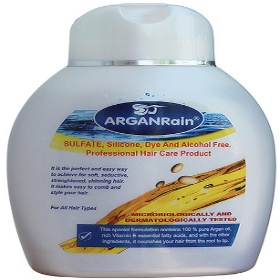 ARGANRain®
SULFATE, Silicone, Dye And Alcohol Free.
Professional Hair Care Product
It is the perfect and easy way
to achieve for soft, seductive,
strengthened, shinning hair.
It makes easy to comb and
style your hair.
For All Hair Types
MICROBIOLOGICALLY AND
DERMATOLOGICALLY TESTED
This special formulation contains 100 % pure Argan oil,
rich Vitamin E essential fatty acids, and with the other
ingredients, it nourishes your hair from the root to tip.